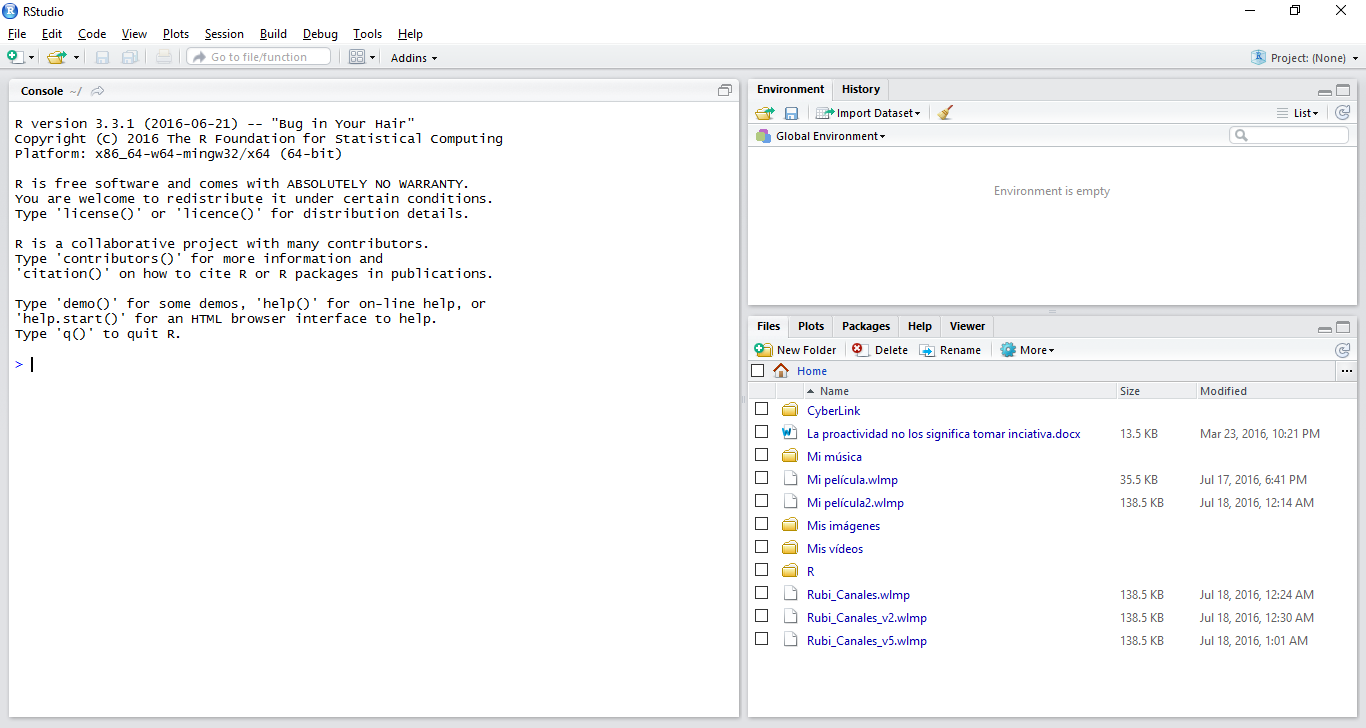 RStudio
File Edit Code View Plots Session Build Debug Tools Help
Go to file/function Addins Project: (None)
Console ~/
R version 3.3.1 (2016-06-21) -- "Bug in Your Hair"
Copyright (C) 2016 The R Foundation for Statistical Computing
Platform: x86_64-w64-mingw32/x64 (64-bit)
R is free software and comes with ABSOLUTELY NO WARRANTY.
You are welcome to redistribute it under certain conditions.
Type 'license()' or 'licence()' for distribution details.
R is a collaborative project with many contributors.
Type 'contributors()' for more information and
'citation()' on how to cite R or R packages in publications.
Type 'demo()' for some demos, 'help()' for on-line help, or
'help.start()' for an HTML browser interface to help.
Type 'q()' to quit R.
>
Environment History
Import Dataset List
Global Environment
Environment is empty
Files Plots Packages Help Viewer
New Folder Delete Rename More
Home ...
Name Size Modified
CyberLink
La proactividad no los significa tomar inciativa.docx 13.5 KB Mar 23, 2016, 10:21 PM
Mi música
Mi película.wlmp 35.5 KB Jul 17, 2016, 6:41 PM
Mi película2.wlmp 138.5 KB Jul 18, 2016, 12:14 AM
Mis imágenes
Mis vídeos
R
Rubi_Canales.wlmp 138.5 KB Jul 18, 2016, 12:24 AM
Rubi_Canales_v2.wlmp 138.5 KB Jul 18, 2016, 12:30 AM
Rubi_Canales_v5.wlmp 138.5 KB Jul 18, 2016, 1:01 AM